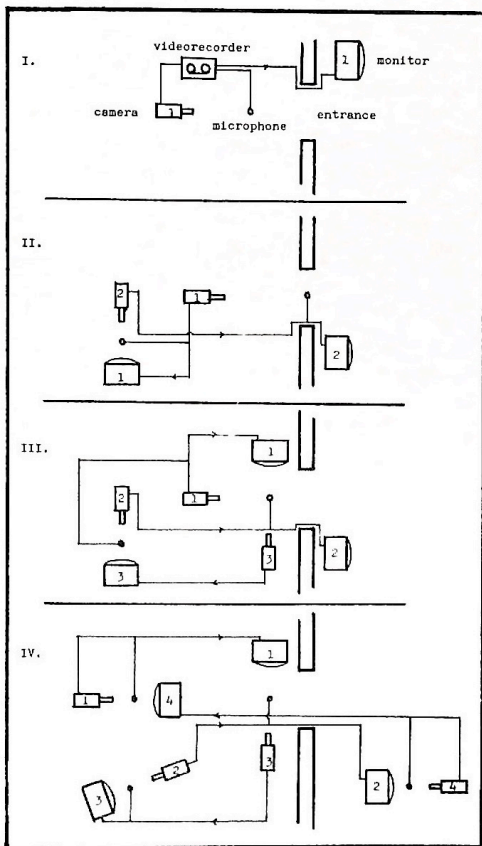 videorecorder
I. 1 monitor
camera 1 microphone entrance
II.
2 1
1 2
III. 1
2 1
3 3 2
IV. 1
1 4
2 3
3 2 4